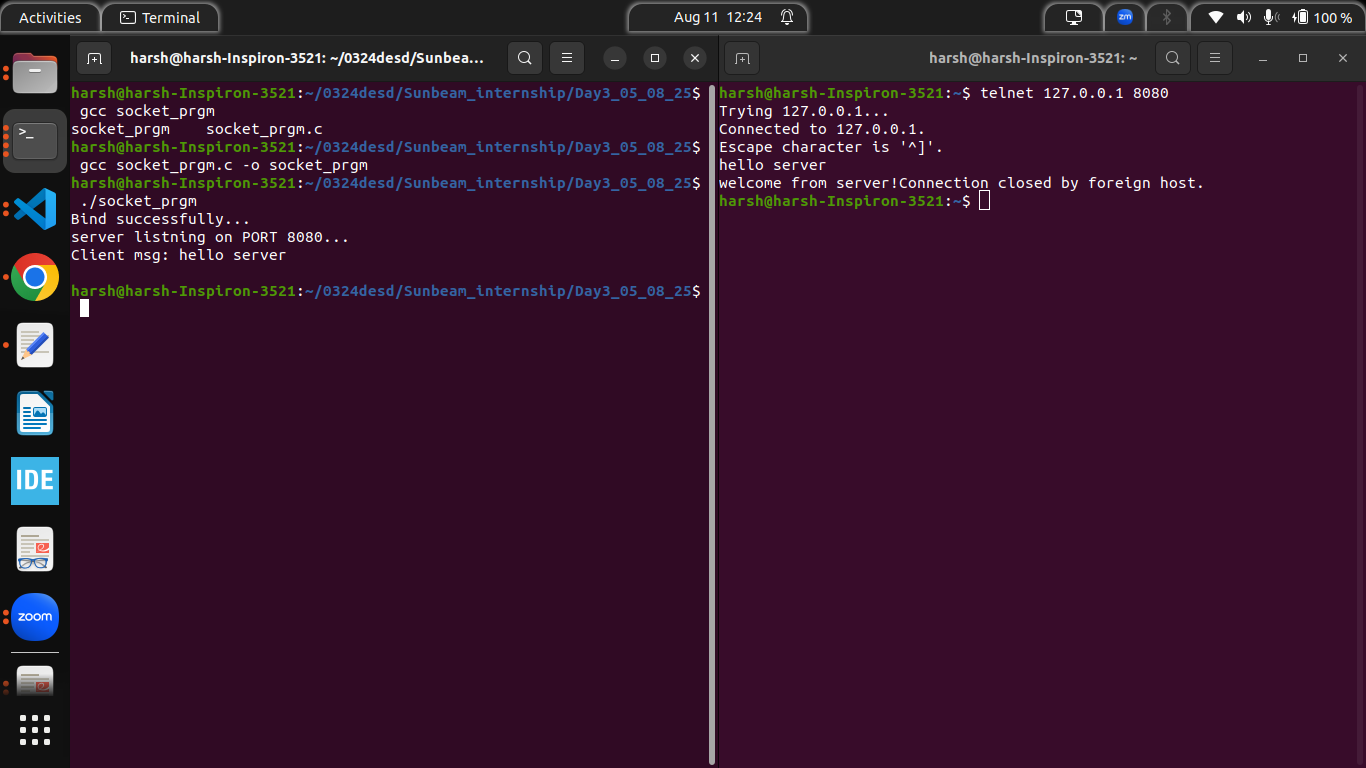 Activities
Terminal
Aug 11 12:24
zm
100 %
harsh@harsh-Inspiron-3521: ~/0324desd/Sunbea...
harsh@harsh-Inspiron-3521:~/0324desd/Sunbeam_internship/Day3_05_08_25$
gcc socket_prgm
socket_prgm socket_prgm.c
harsh@harsh-Inspiron-3521:~/0324desd/Sunbeam_internship/Day3_05_08_25$
gcc socket_prgm.c -o socket_prgm
harsh@harsh-Inspiron-3521:~/0324desd/Sunbeam_internship/Day3_05_08_25$
./socket_prgm
Bind successfully...
server listning on PORT 8080...
Client msg: hello server
harsh@harsh-Inspiron-3521:~/0324desd/Sunbeam_internship/Day3_05_08_25$
harsh@harsh-Inspiron-3521: ~
harsh@harsh-Inspiron-3521:~$ telnet 127.0.0.1 8080
Trying 127.0.0.1...
Connected to 127.0.0.1.
Escape character is '^]'.
hello server
welcome from server!Connection closed by foreign host.
harsh@harsh-Inspiron-3521:~$
>_
IDE
zoom